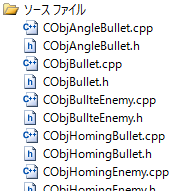 ソース ファイル
CObjAngleBullet.cpp
CObjAngleBullet.h
CObjBullet.cpp
CObjBullet.h
CObjBullteEnemy.cpp
CObjBullteEnemy.h
CObjHomingBullet.cpp
CObjHomingBullet.h
CObjHomingEnemy.cpp
CObjHomingEnemy.h